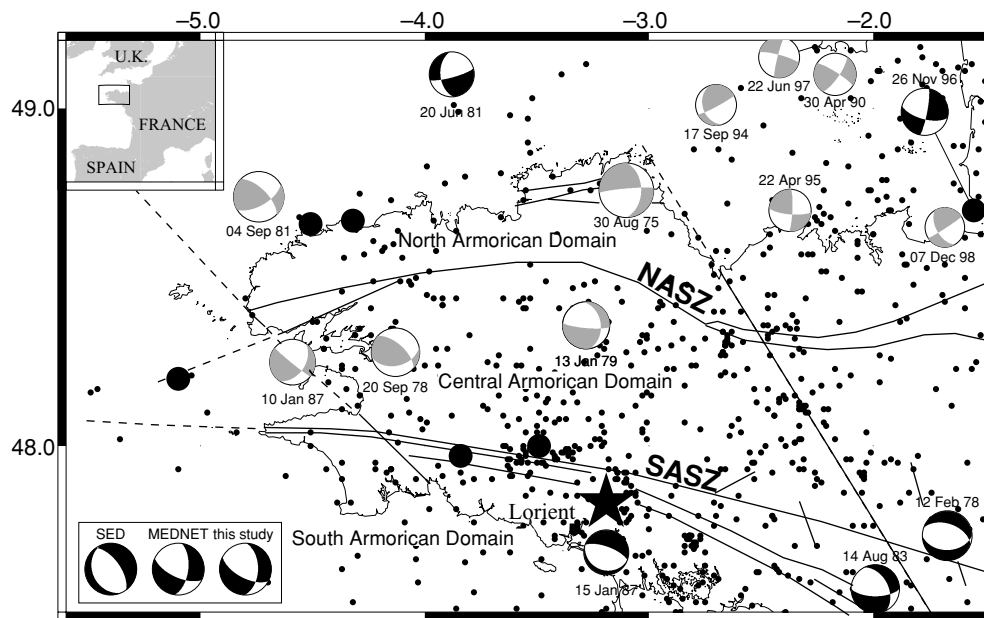 -5.0 -4.0 -3.0 -2.0
49.0
48.0
U.K.
FRANCE
SPAIN
20 Jun 81
22 Jun 97
30 Apr 90
26 Nov 96
17 Sep 94
04 Sep 81
30 Aug 75
22 Apr 95
07 Dec 98
North Armorican Domain
NASZ
13 Jan 79
10 Jan 87
20 Sep 78
Central Armorican Domain
SASZ
Lorient
12 Feb 78
South Armorican Domain
14 Aug 83
15 Jan 87
SED MEDNET this study